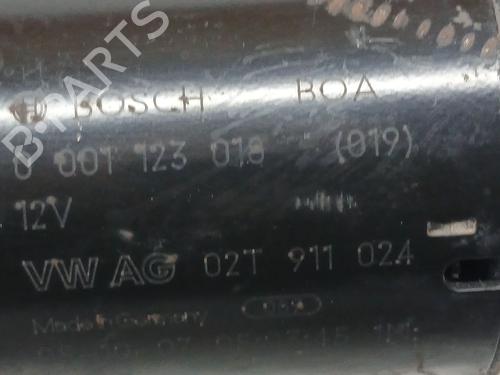 B-PARTS
BOSCH BOA
0 001 123 018 (019)
12V
VW AG 02T 911 024
Made in Germany